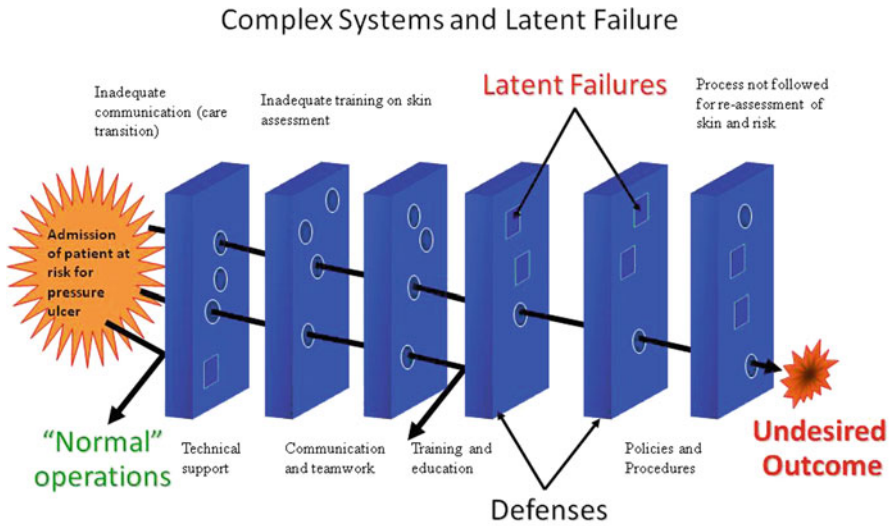 Complex Systems and Latent Failure
Inadequate
communication (care
transition)
Inadequate training on skin
assessment
Latent Failures
Process not followed
for re-assessment of
skin and risk
Admission
of patient at
risk for
pressure
ulcer
“Normal”
operations
Technical
support
Communication
and teamwork
Training and
education
Defenses
Policies and
Procedures
Undesired
Outcome